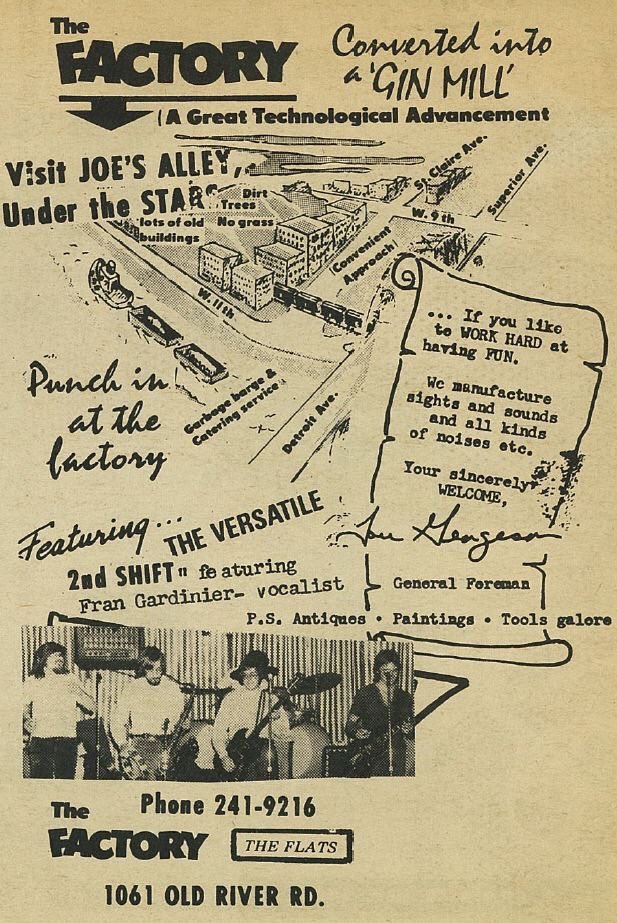 The
FACTORY
Converted into
a 'GIN MILL'
(A Great Technological Advancement
Visit JOE'S ALLEY,
Under the STARS
Dirt
Trees
lots of old
buildings
No grass
St. Claire Ave.
Superior Ave.
W. 9th
Convenient
Approach
W. 11th
Garbage barge &
Catering service
Detroit Ave.
Punch in
at the
factory
... If you like
to WORK HARD at
having FUN.
We manufacture
sights and sounds
and all kinds
of noises etc.
Your sincerely
WELCOME,
General Foreman
P.S. Antiques • Paintings • Tools galore
Featuring... THE VERSATILE
2nd SHIFT" featuring
Fran Gardinier- vocalist
Phone 241-9216
The
FACTORY
THE FLATS
1061 OLD RIVER RD.